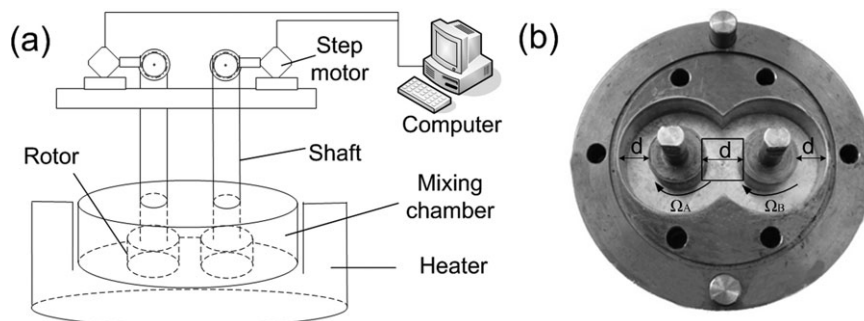 (a)
Step
motor
Computer
Rotor
Shaft
Mixing
chamber
Heater
(b)
d
d
d
ΩA
ΩB